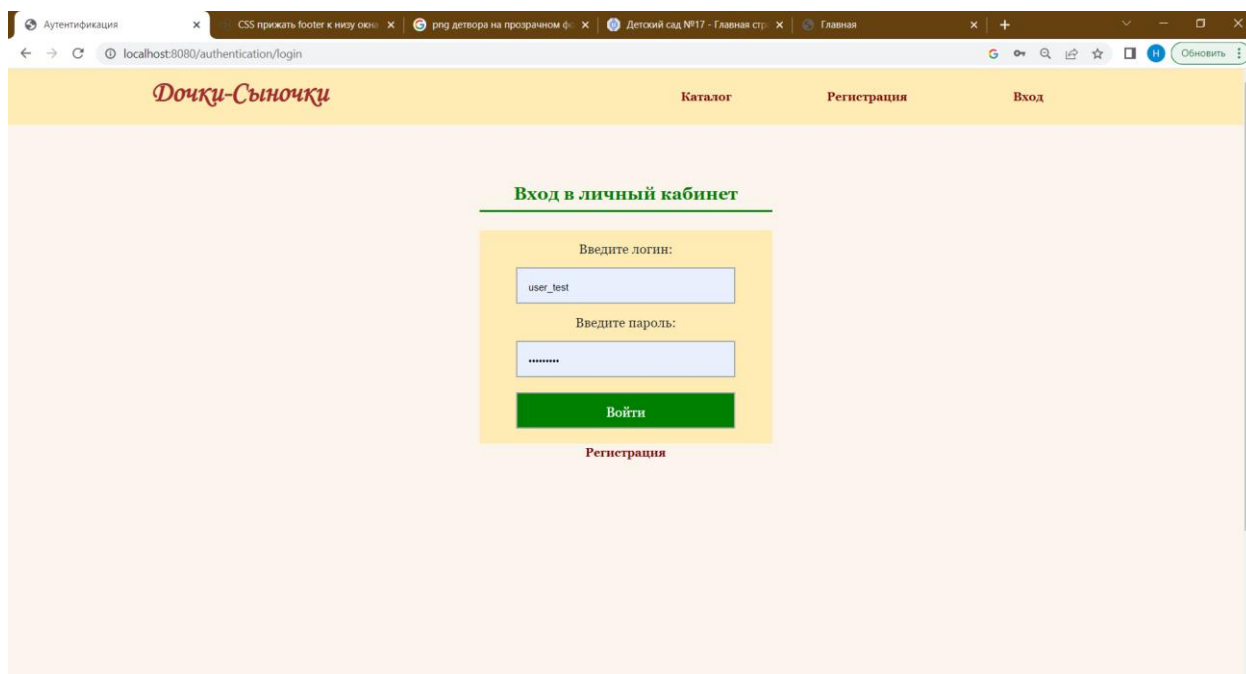 Аутентификация CSS прижать footer к низу окна png детвора на прозрачном фо Детский сад №17 - Главная стр Главная
localhost:8080/authentication/login Обновить
Дочки-Сыночки Каталог Регистрация Вход
Вход в личный кабинет
Введите логин:
user_test
Введите пароль:
•••••••••
Войти
Регистрация